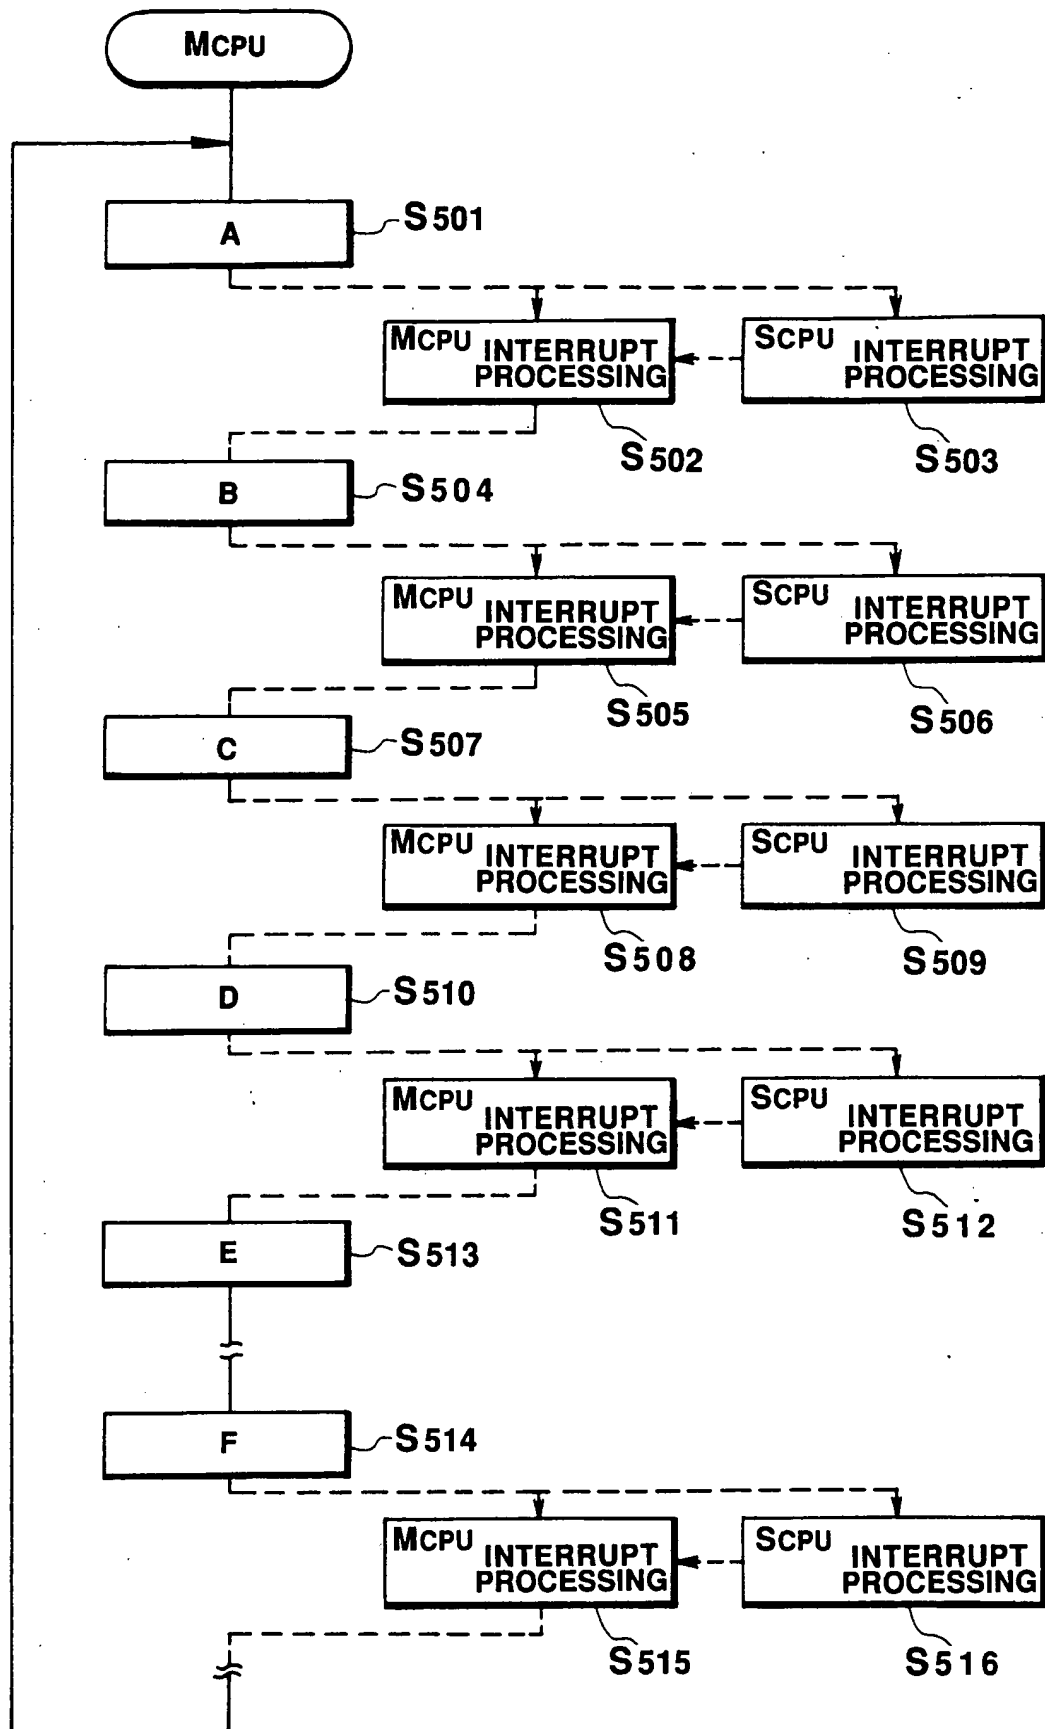 MCPU
A
S501
MCPU
INTERRUPT
PROCESSING
S502
SCPU
INTERRUPT
PROCESSING
S503
B
S504
MCPU
INTERRUPT
PROCESSING
S505
SCPU
INTERRUPT
PROCESSING
S506
C
S507
MCPU
INTERRUPT
PROCESSING
S508
SCPU
INTERRUPT
PROCESSING
S509
D
S510
MCPU
INTERRUPT
PROCESSING
S511
SCPU
INTERRUPT
PROCESSING
S512
E
S513
F
S514
MCPU
INTERRUPT
PROCESSING
S515
SCPU
INTERRUPT
PROCESSING
S516